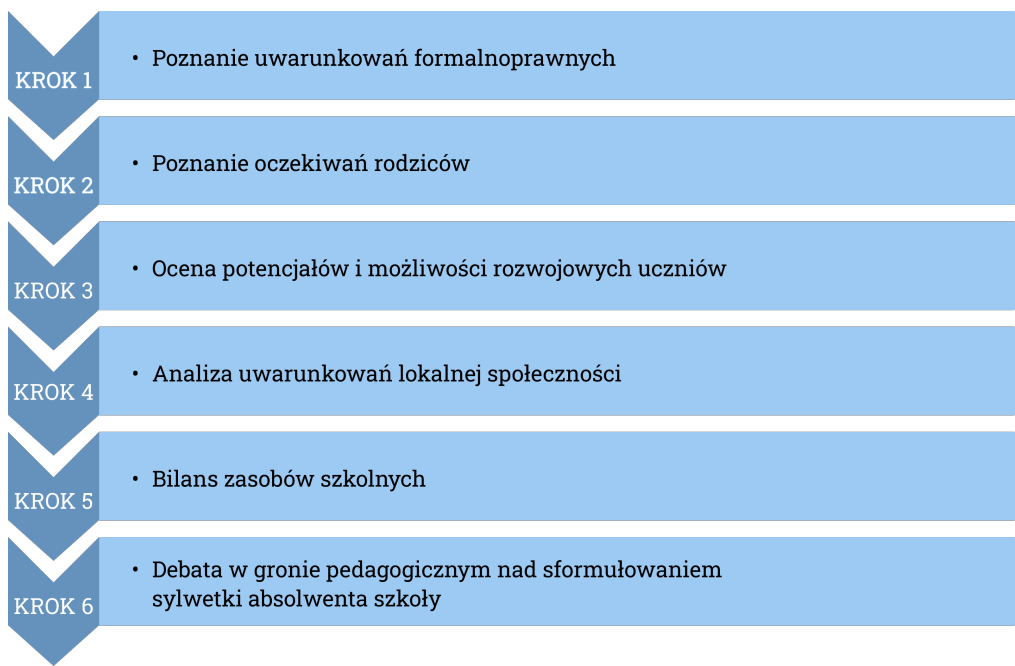 KROK 1
• Poznanie uwarunkowań formalnoprawnych
KROK 2
• Poznanie oczekiwań rodziców
KROK 3
• Ocena potencjałów i możliwości rozwojowych uczniów
KROK 4
• Analiza uwarunkowań lokalnej społeczności
KROK 5
• Bilans zasobów szkolnych
KROK 6
• Debata w gronie pedagogicznym nad sformułowaniem
sylwetki absolwenta szkoły